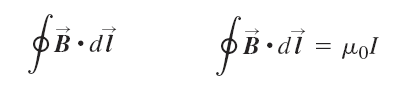 ∮B⃗ · dl⃗ ∮B⃗ · dl⃗ = μ₀I